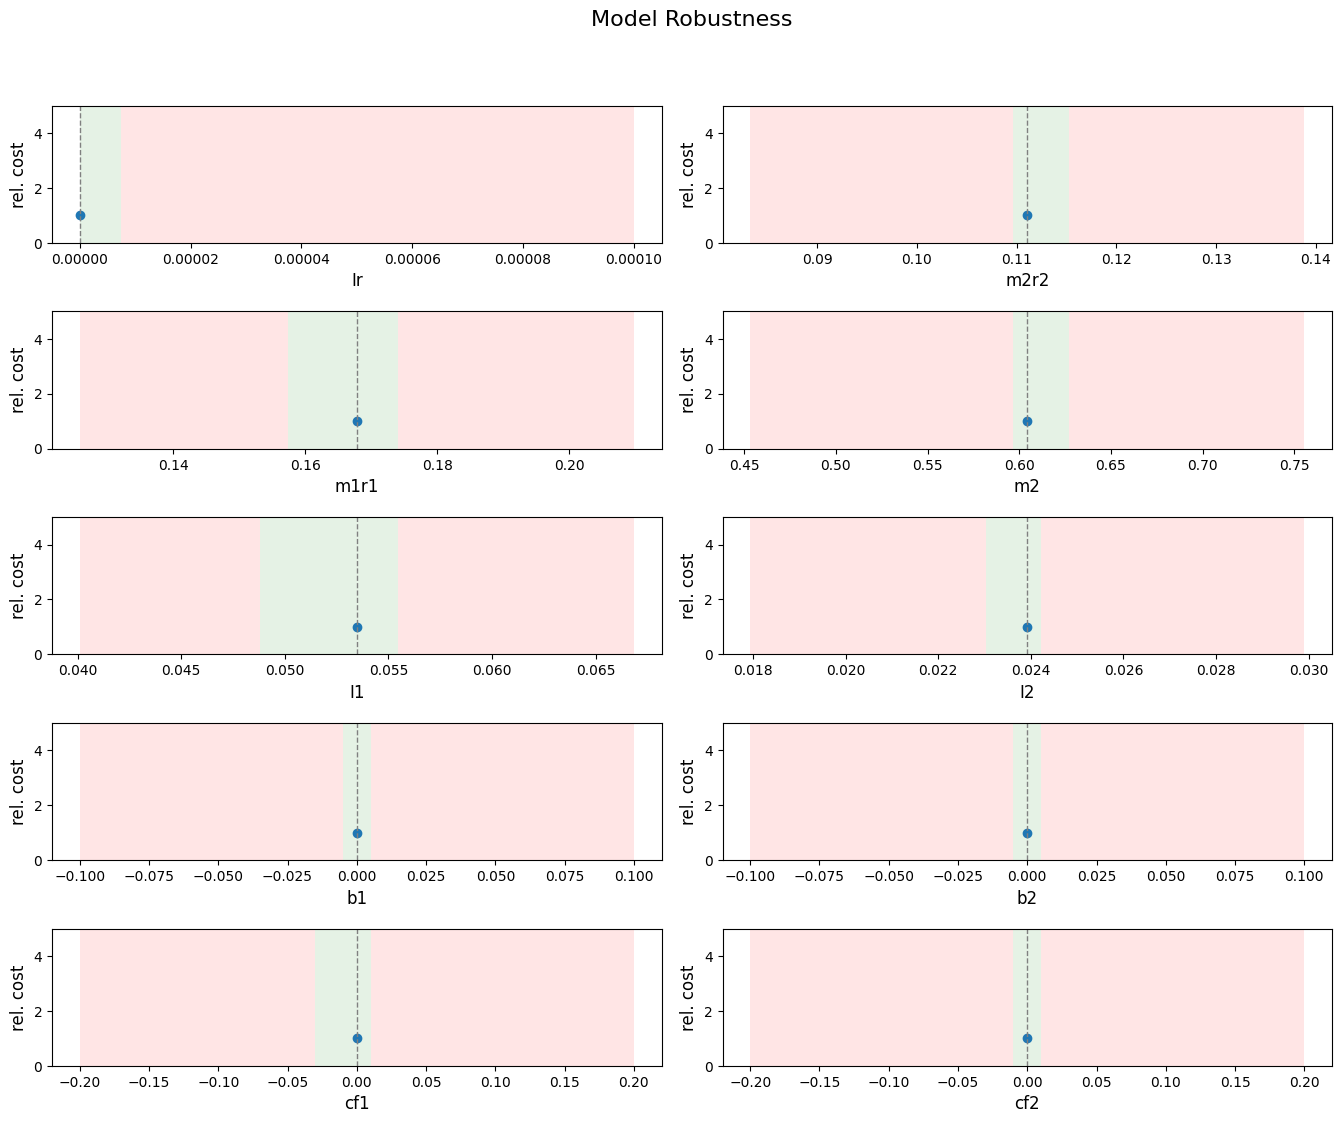 Model Robustness
rel. cost
4
2
0
0.00000 0.00002 0.00004 0.00006 0.00008 0.00010
Ir
rel. cost
4
2
0
0.09 0.10 0.11 0.12 0.13 0.14
m2r2
rel. cost
4
2
0
0.14 0.16 0.18 0.20
m1r1
rel. cost
4
2
0
0.45 0.50 0.55 0.60 0.65 0.70 0.75
m2
rel. cost
4
2
0
0.040 0.045 0.050 0.055 0.060 0.065
I1
rel. cost
4
2
0
0.018 0.020 0.022 0.024 0.026 0.028 0.030
I2
rel. cost
4
2
0
−0.100 −0.075 −0.050 −0.025 0.000 0.025 0.050 0.075 0.100
b1
rel. cost
4
2
0
−0.100 −0.075 −0.050 −0.025 0.000 0.025 0.050 0.075 0.100
b2
rel. cost
4
2
0
−0.20 −0.15 −0.10 −0.05 0.00 0.05 0.10 0.15 0.20
cf1
rel. cost
4
2
0
−0.20 −0.15 −0.10 −0.05 0.00 0.05 0.10 0.15 0.20
cf2